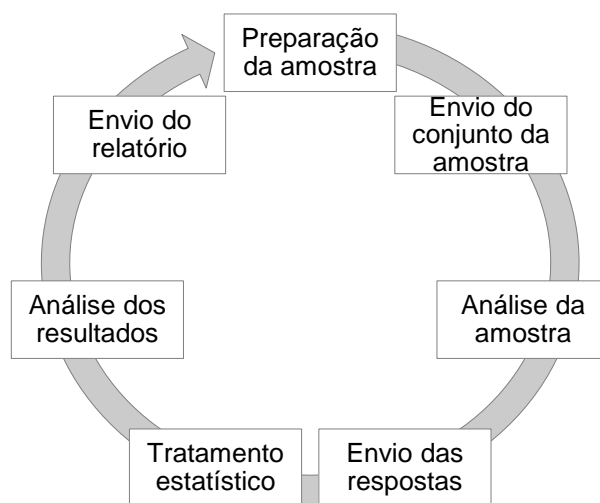 Preparação
da amostra
Envio do
conjunto da
amostra
Análise da
amostra
Envio das
respostas
Tratamento
estatístico
Análise dos
resultados
Envio do
relatório